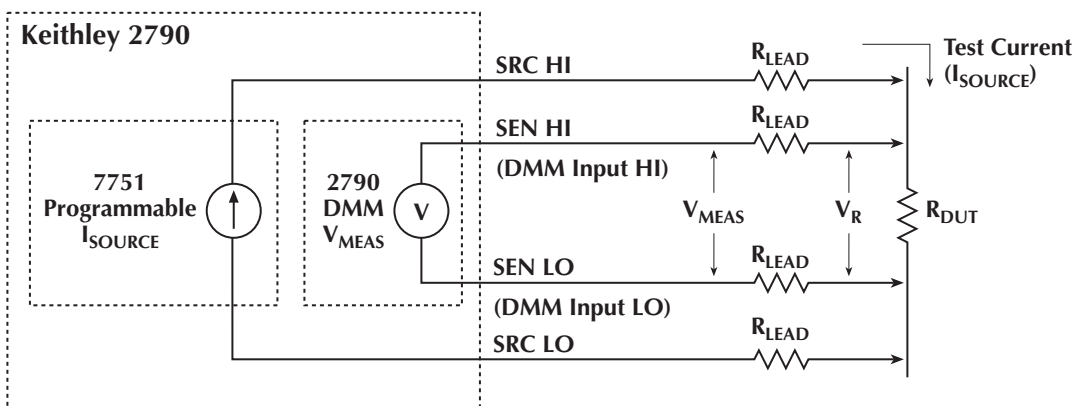 Keithley 2790
SRC HI
R_LEAD
Test Current
(I_SOURCE)
SEN HI
R_LEAD
(DMM Input HI)
7751
Programmable
I_SOURCE
2790
DMM
V_MEAS
V
V_MEAS
V_R
R_DUT
SEN LO
R_LEAD
(DMM Input LO)
SRC LO
R_LEAD